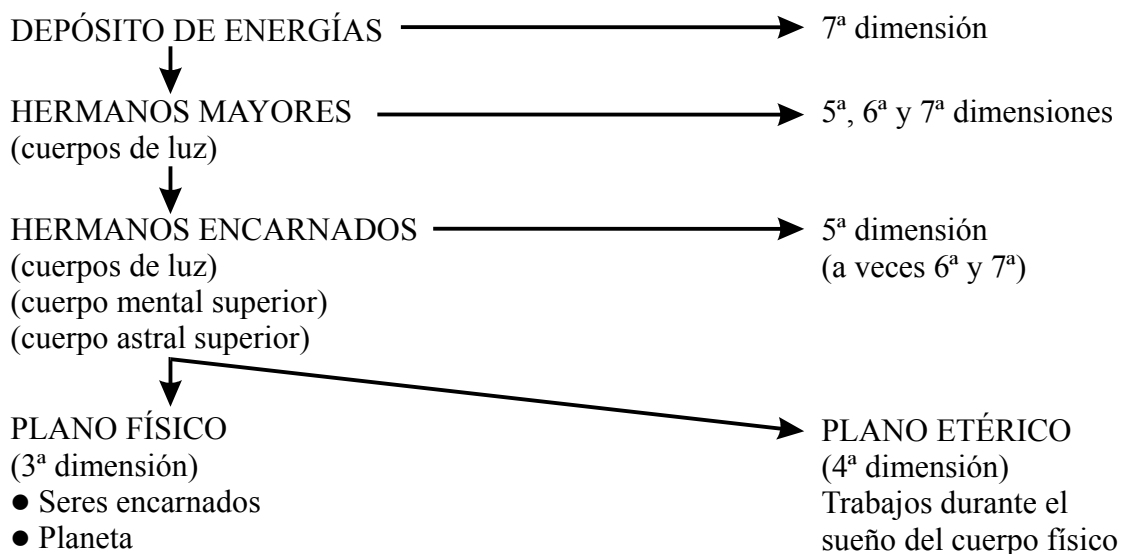 DEPÓSITO DE ENERGÍAS
7ª dimensión
HERMANOS MAYORES
(cuerpos de luz)
5ª, 6ª y 7ª dimensiones
HERMANOS ENCARNADOS
(cuerpos de luz)
(cuerpo mental superior)
(cuerpo astral superior)
5ª dimensión
(a veces 6ª y 7ª)
PLANO FÍSICO
(3ª dimensión)
● Seres encarnados
● Planeta
PLANO ETÉRICO
(4ª dimensión)
Trabajos durante el
sueño del cuerpo físico